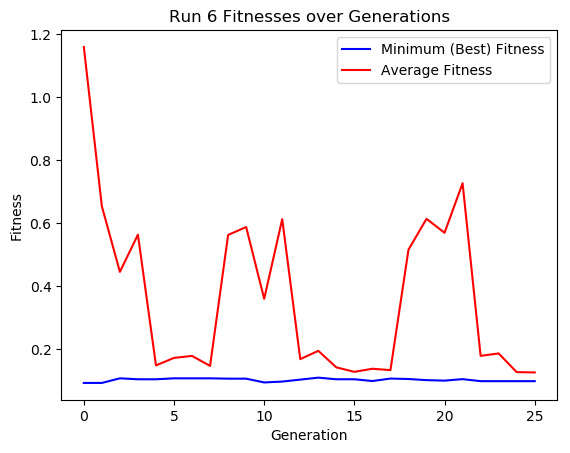 Run 6 Fitnesses over Generations
Minimum (Best) Fitness
Average Fitness
Fitness
1.2
1.0
0.8
0.6
0.4
0.2
0 5 10 15 20 25
Generation